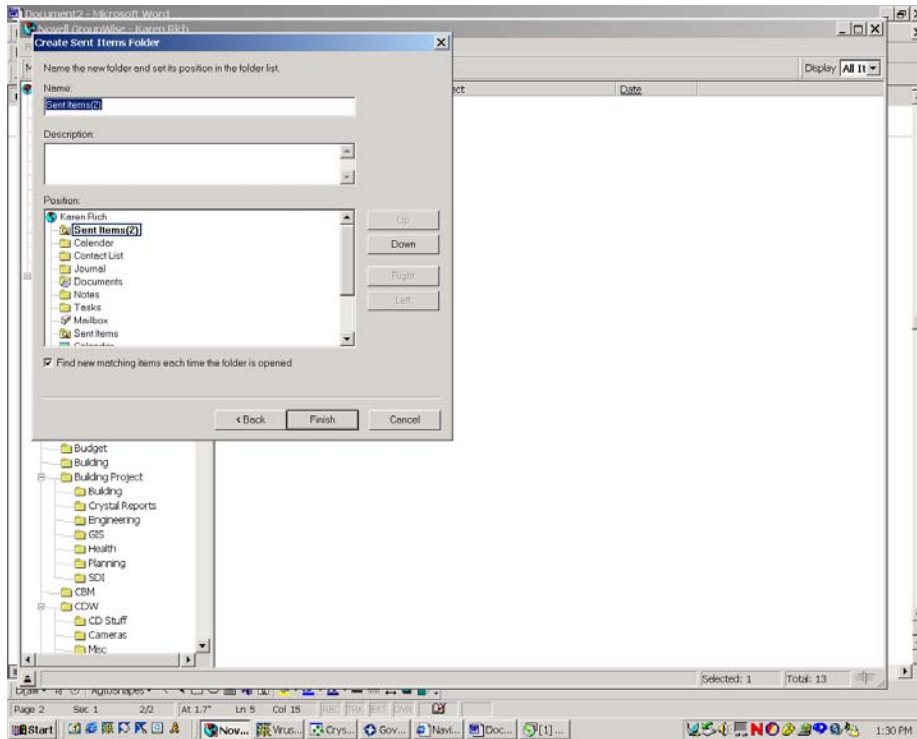 Document2 - Microsoft Word
Novell GroupWise - Karen Rich
Create Sent Items Folder
Name the new folder and set its position in the folder list.
Display All It
Name:
Sent Items(2)
ect
Date
Description:
Position:
Karen Rich
Sent Items(2)
Calendar
Contact List
Journal
Documents
Notes
Tasks
Mailbox
Sent Items
Calendar
Up
Down
Right
Left
Find new matching items each time the folder is opened
< Back
Finish
Cancel
Budget
Building
Building Project
Building
Crystal Reports
Engineering
GIS
Health
Planning
SDI
CBM
CDW
CD Stuff
Cameras
Misc
Selected: 1
Total: 13
Draw
AutoShapes
Page 2 Sec 1 2/2 At 1.7" Ln 5 Col 15 REC TRK EXT OVR
Start
Nov...
Virus...
Crys...
Gov...
Navi...
Doc...
[1]...
1:30 PM